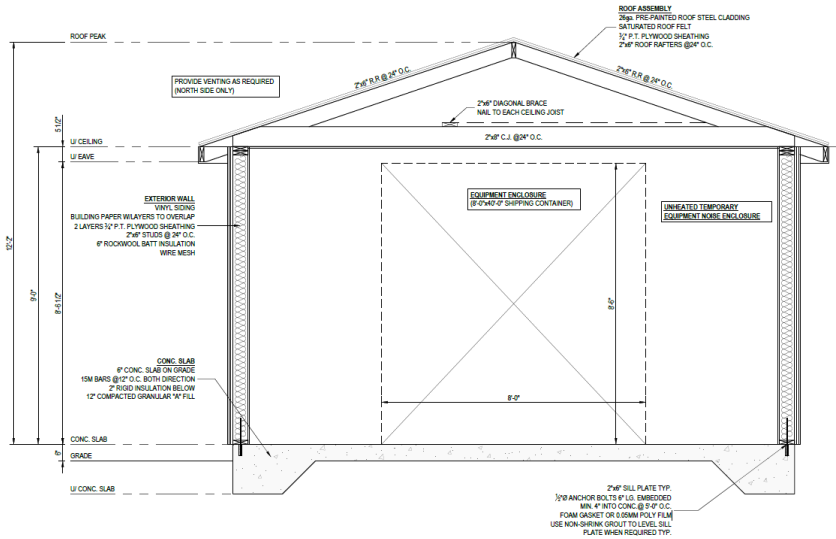 ROOF ASSEMBLY
26ga. PRE-PAINTED ROOF STEEL CLADDING
SATURATED ROOF FELT
¾" P.T. PLYWOOD SHEATHING
2"x6" ROOF RAFTERS @24" O.C.
ROOF PEAK
PROVIDE VENTING AS REQUIRED
(NORTH SIDE ONLY)
2"x6" R.R @ 24" O.C.
2"x6" R.R @ 24" O.C.
2"x6" DIAGONAL BRACE
NAIL TO EACH CEILING JOIST
2"x8" C.J. @24" O.C.
5 1/2"
U/ CEILING
U/ EAVE
EXTERIOR WALL
VINYL SIDING
BUILDING PAPER W/LAYERS TO OVERLAP
2 LAYERS ¾" P.T. PLYWOOD SHEATHING
2"x6" STUDS @ 24" O.C.
6" ROCKWOOL BATT INSULATION
WIRE MESH
EQUIPMENT ENCLOSURE
(8'-0"x40'-0" SHIPPING CONTAINER)
UNHEATED TEMPORARY
EQUIPMENT NOISE ENCLOSURE
12'-2"
9'-0"
8'-6 1/2"
8'-6"
8'-0"
CONC. SLAB
6" CONC. SLAB ON GRADE
15M BARS @12" O.C. BOTH DIRECTION
2" RIGID INSULATION BELOW
12" COMPACTED GRANULAR "A" FILL
CONC. SLAB
6"
GRADE
U/ CONC. SLAB
2"x6" SILL PLATE TYP.
½"Ø ANCHOR BOLTS 6" LG. EMBEDDED
MIN. 4" INTO CONC.@ 5'-0" O.C.
FOAM GASKET OR 0.05MM POLY FILM
USE NON-SHRINK GROUT TO LEVEL SILL
PLATE WHEN REQUIRED TYP.